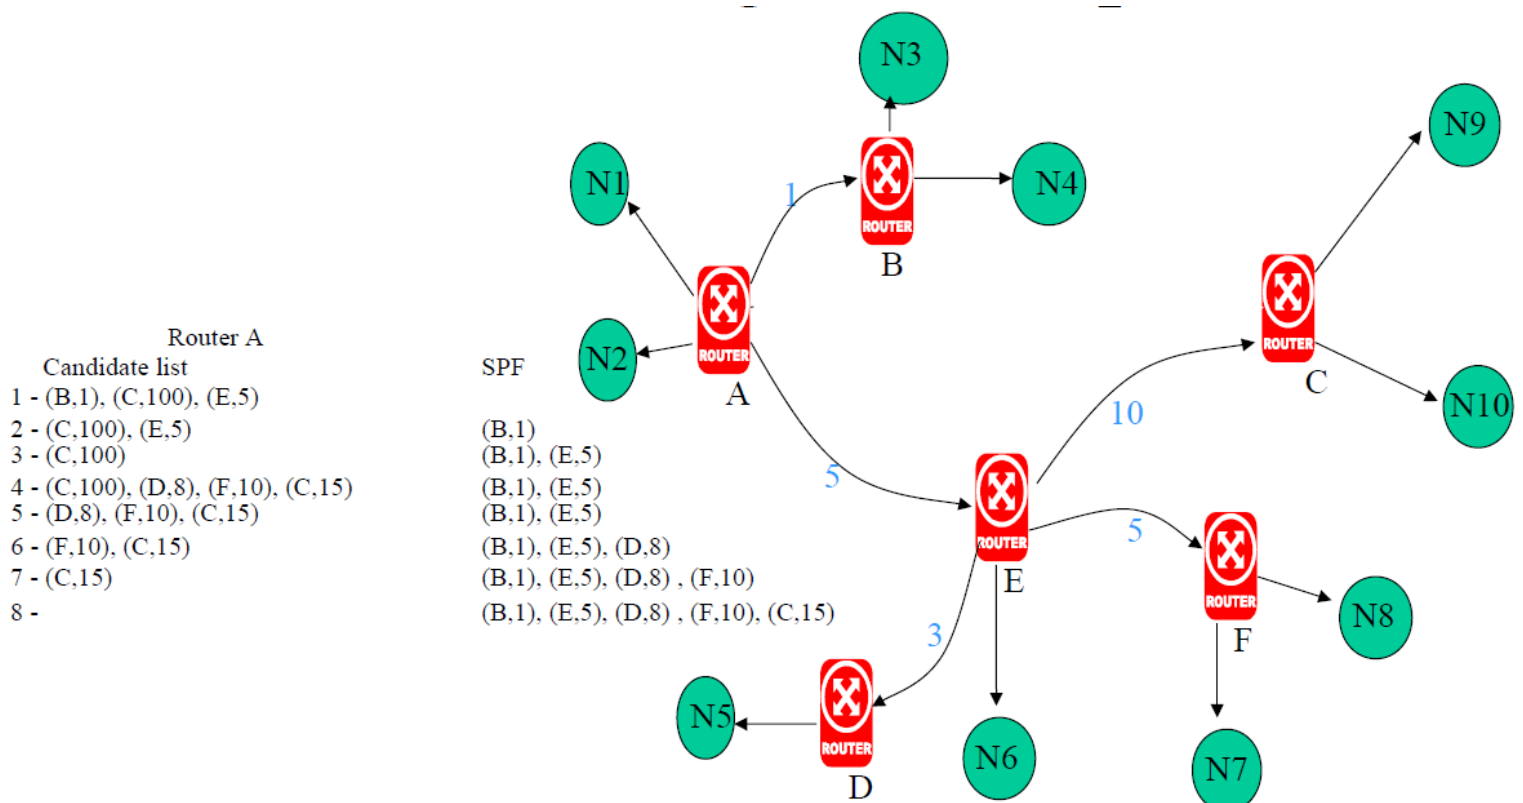 Router A
Candidate list SPF
1 - (B,1), (C,100), (E,5)
2 - (C,100), (E,5) (B,1)
3 - (C,100) (B,1), (E,5)
4 - (C,100), (D,8), (F,10), (C,15) (B,1), (E,5)
5 - (D,8), (F,10), (C,15) (B,1), (E,5)
6 - (F,10), (C,15) (B,1), (E,5), (D,8)
7 - (C,15) (B,1), (E,5), (D,8) , (F,10)
8 - (B,1), (E,5), (D,8) , (F,10), (C,15)
N3
N9
N1
1
ROUTER
B
N4
N2
ROUTER
A
ROUTER
C
N10
10
5
ROUTER
E
5
ROUTER
F
N8
3
N5
ROUTER
D
N6
N7